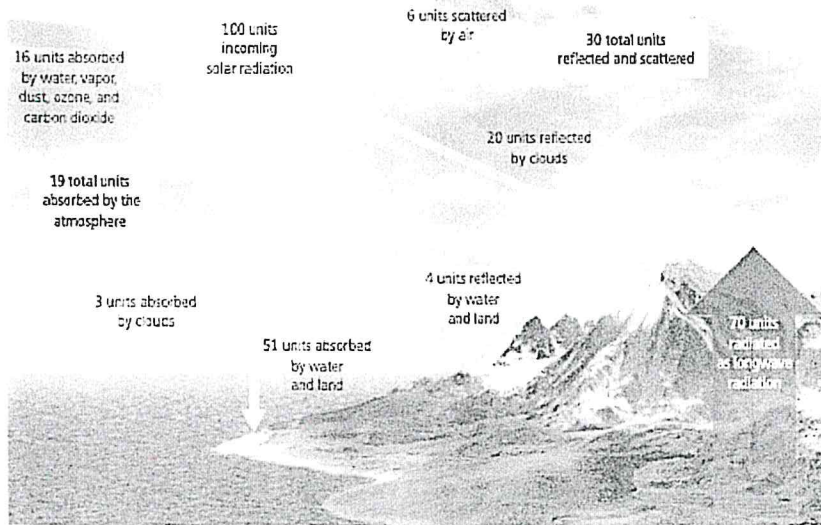 6 units scattered
by air
100 units
incoming
solar radiation
30 total units
reflected and scattered
16 units absorbed
by water, vapor,
dust, ozone, and
carbon dioxide
20 units reflected
by clouds
19 total units
absorbed by the
atmosphere
4 units reflected
by water
and land
3 units absorbed
by clouds
51 units absorbed
by water
and land
70 units
radiated
as longwave
radiation